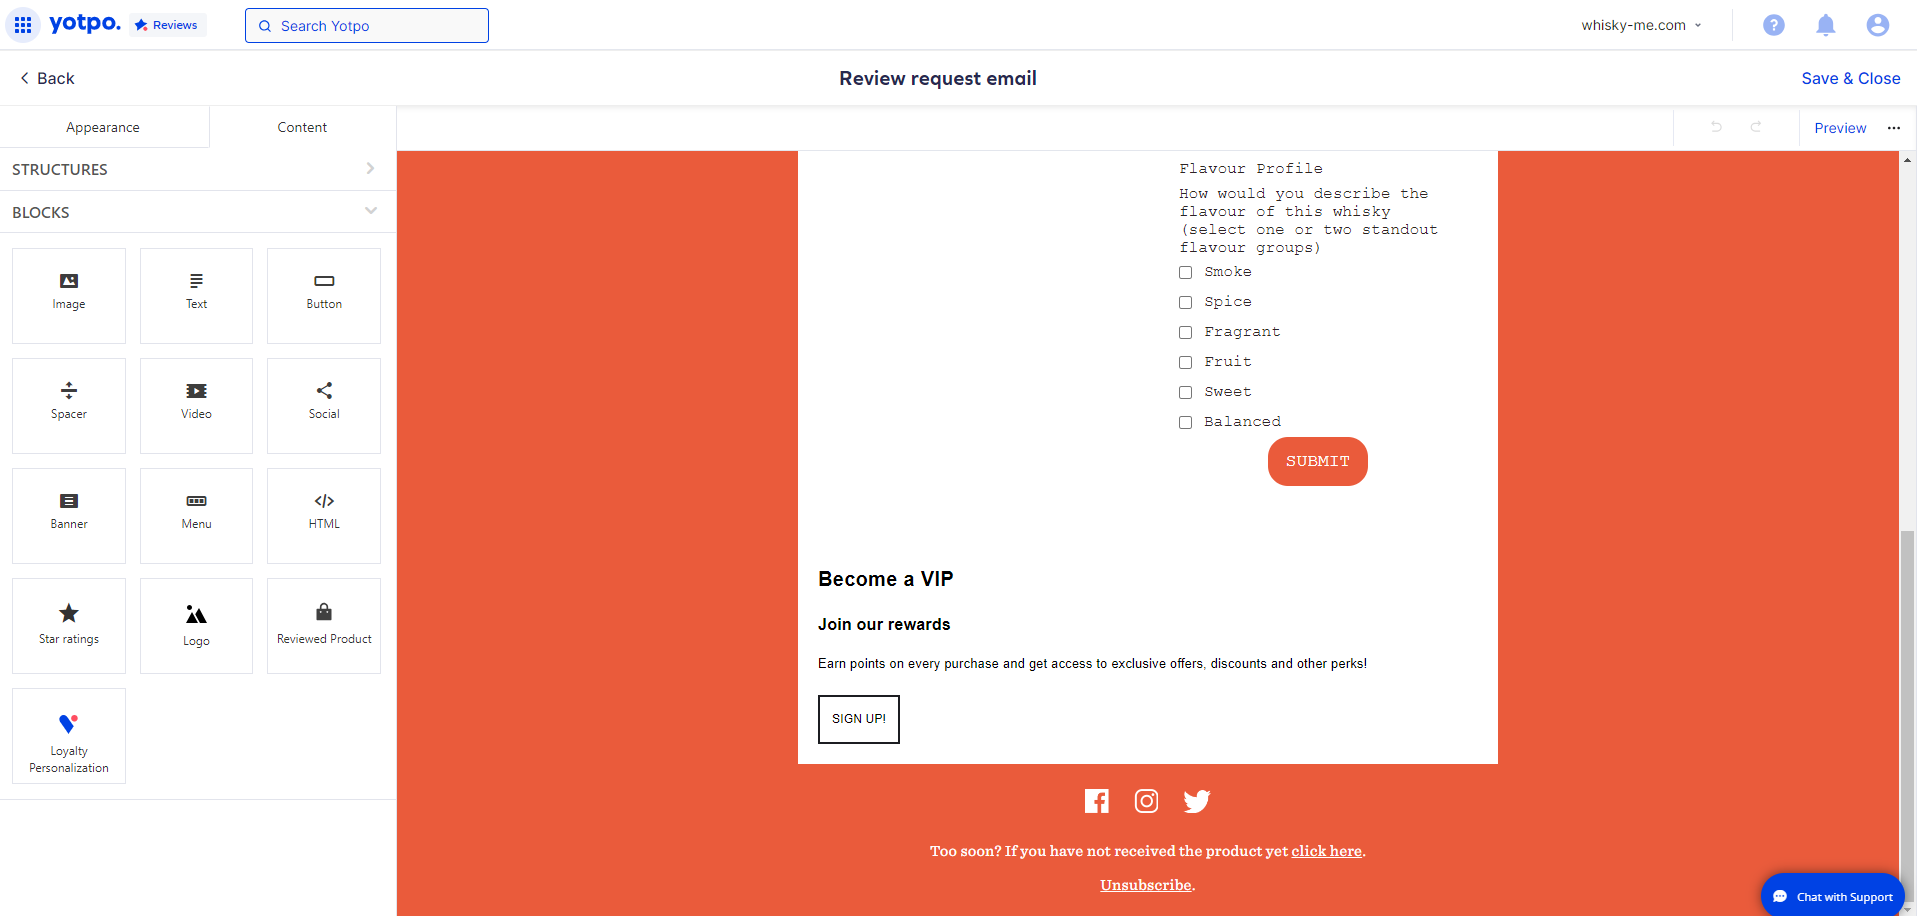 yotpo. Reviews Search Yotpo whisky-me.com
Back Review request email Save & Close
Appearance Content Preview
STRUCTURES
BLOCKS
Image Text Button
Spacer Video Social
Banner Menu HTML
Star ratings Logo Reviewed Product
Loyalty
Personalization
Flavour Profile
How would you describe the
flavour of this whisky
(select one or two standout
flavour groups)
Smoke
Spice
Fragrant
Fruit
Sweet
Balanced
SUBMIT
Become a VIP
Join our rewards
Earn points on every purchase and get access to exclusive offers, discounts and other perks!
SIGN UP!
Too soon? If you have not received the product yet click here.
Unsubscribe.
Chat with Support